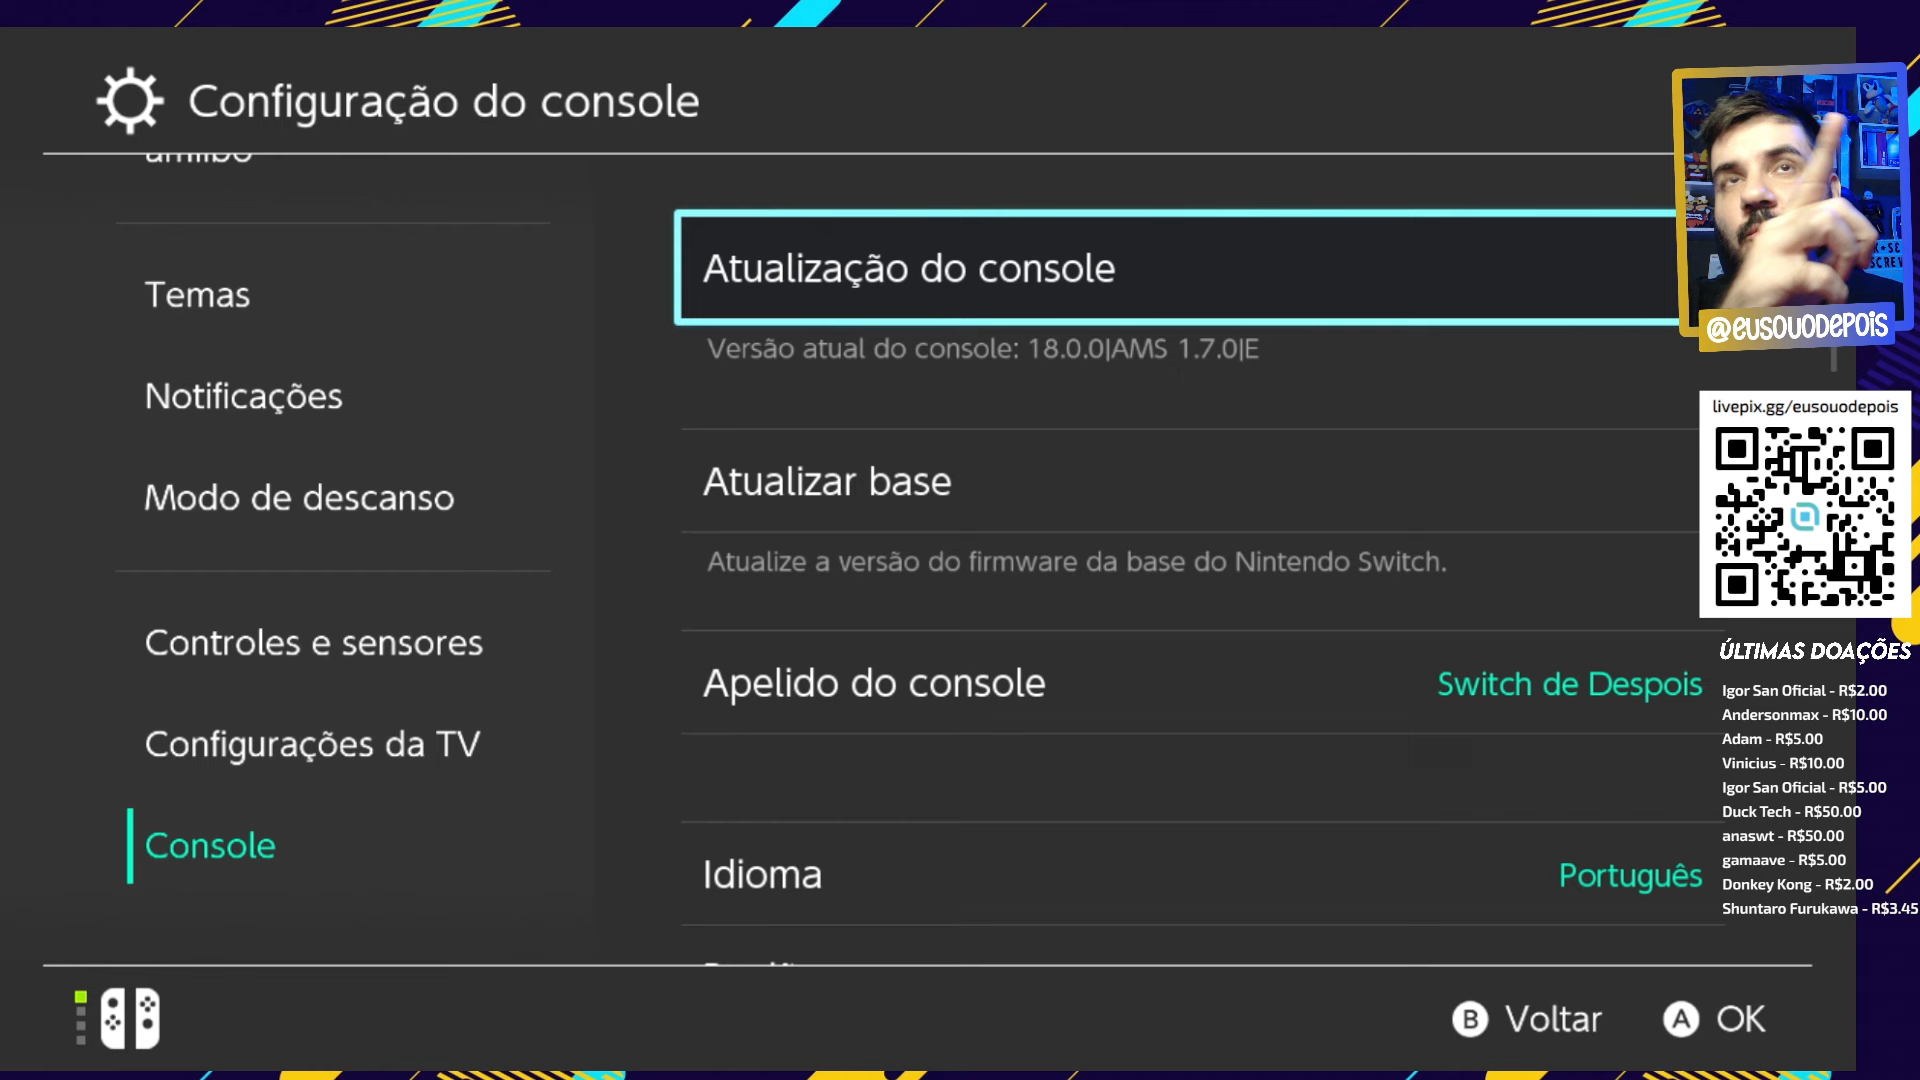 Configuração do console
amiibo
Temas
Notificações
Modo de descanso
Controles e sensores
Configurações da TV
Console
Atualização do console
Versão atual do console: 18.0.0|AMS 1.7.0|E
Atualizar base
Atualize a versão do firmware da base do Nintendo Switch.
Apelido do console
Switch de Despois
Idioma
Português
B Voltar
A OK
@eusouodepois
livepix.gg/eusouodepois
ÚLTIMAS DOAÇÕES
Igor San Oficial - R$2.00
Andersonmax - R$10.00
Adam - R$5.00
Vinicius - R$10.00
Igor San Oficial - R$5.00
Duck Tech - R$50.00
anaswt - R$50.00
gamaave - R$5.00
Donkey Kong - R$2.00
Shuntaro Furukawa - R$3.45